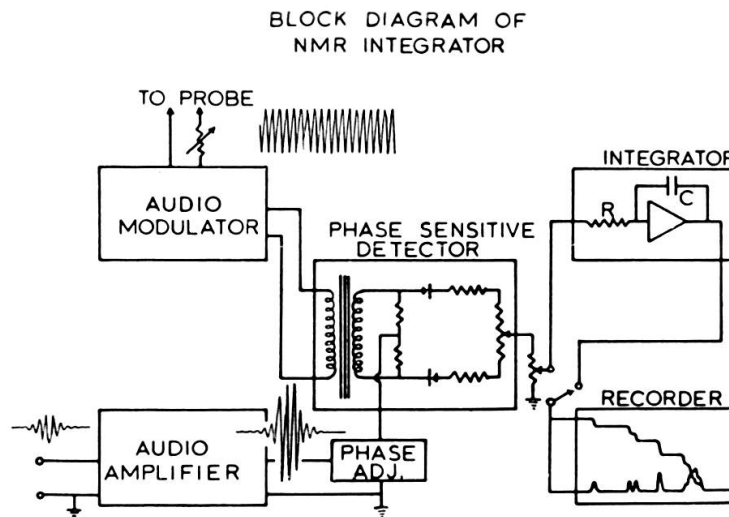 BLOCK DIAGRAM OF
NMR INTEGRATOR
TO PROBE
AUDIO
MODULATOR
PHASE SENSITIVE
DETECTOR
INTEGRATOR
R
C
AUDIO
AMPLIFIER
PHASE
ADJ.
RECORDER